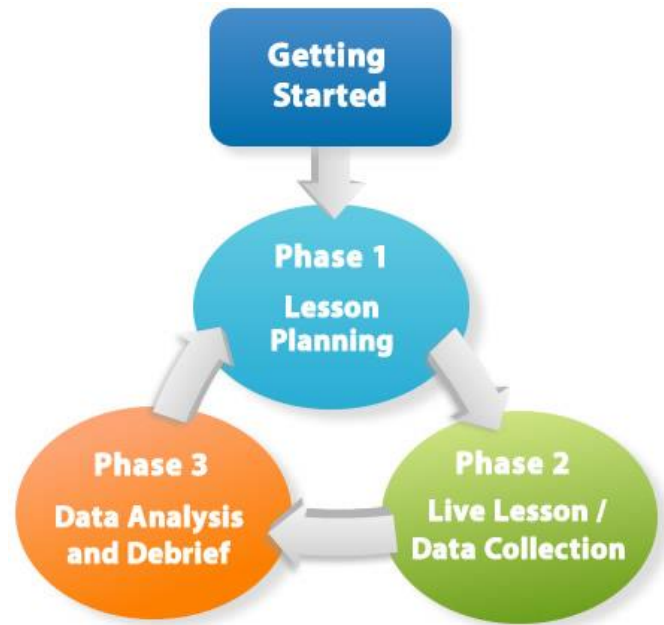 Getting
Started
Phase 1
Lesson
Planning
Phase 2
Live Lesson /
Data Collection
Phase 3
Data Analysis
and Debrief